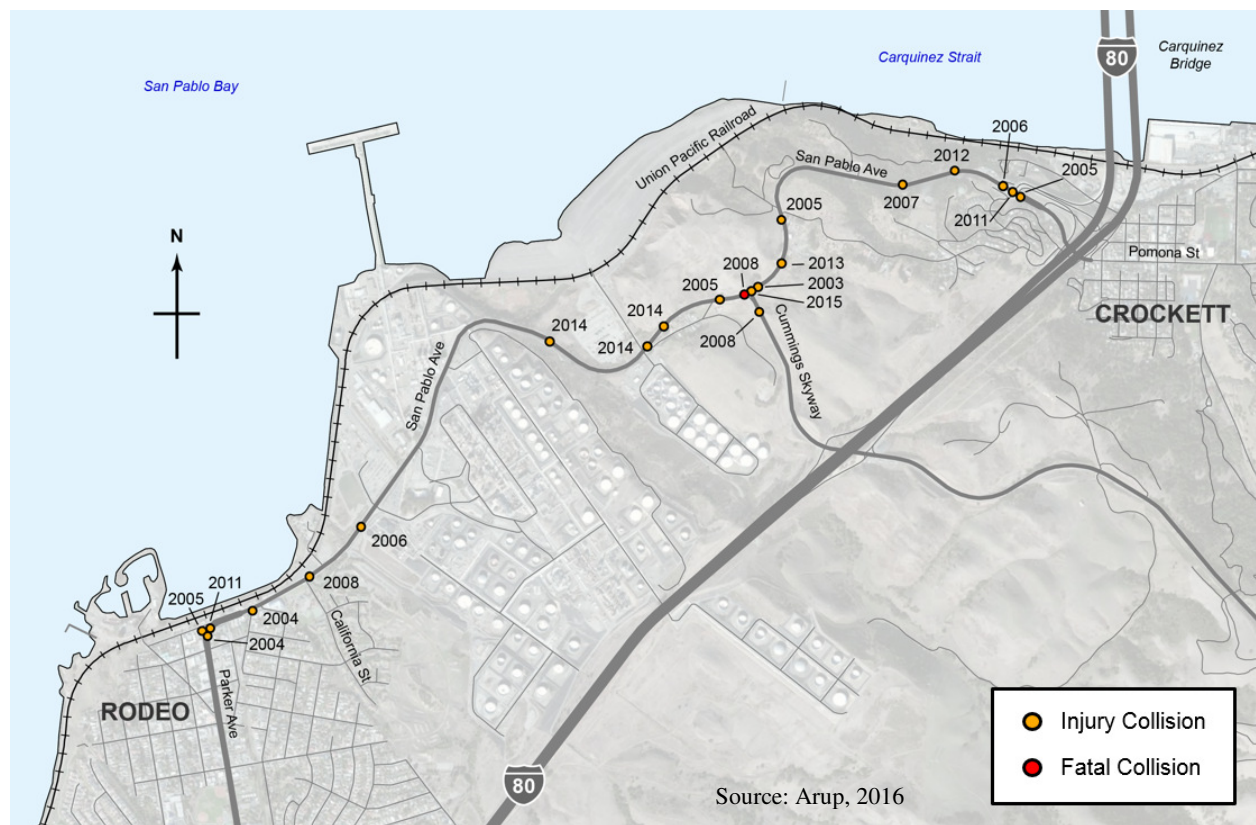 San Pablo Bay
Carquinez Strait
80
Carquinez
Bridge
Union Pacific Railroad
San Pablo Ave
2012
2006
2005
2007
2011
2005
N
2013
Pomona St
2008
2003
2005
2015
CROCKETT
2014
2008
2014
2014
Cummings Skyway
San Pablo Ave
2006
2008
2011
2005
2004
2004
California St
Parker Ave
RODEO
80
Injury Collision
Fatal Collision
Source: Arup, 2016